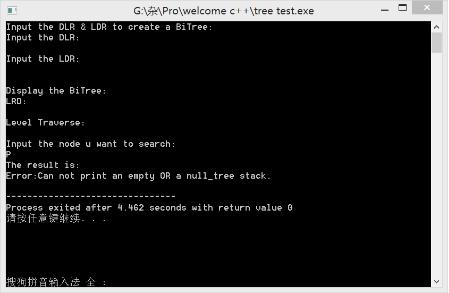 G:\杂\Pro\welcome c++\tree test.exe
Input the DLR & LDR to create a BiTree:
Input the DLR:
Input the LDR:
Display the BiTree:
LRD:
Level Traverse:
Input the node u want to search:
P
The result is:
Error:Can not print an empty OR a null_tree stack.
--------------------------------
Process exited after 4.462 seconds with return value 0
请按任意键继续. . .
搜狗拼音输入法 全 :